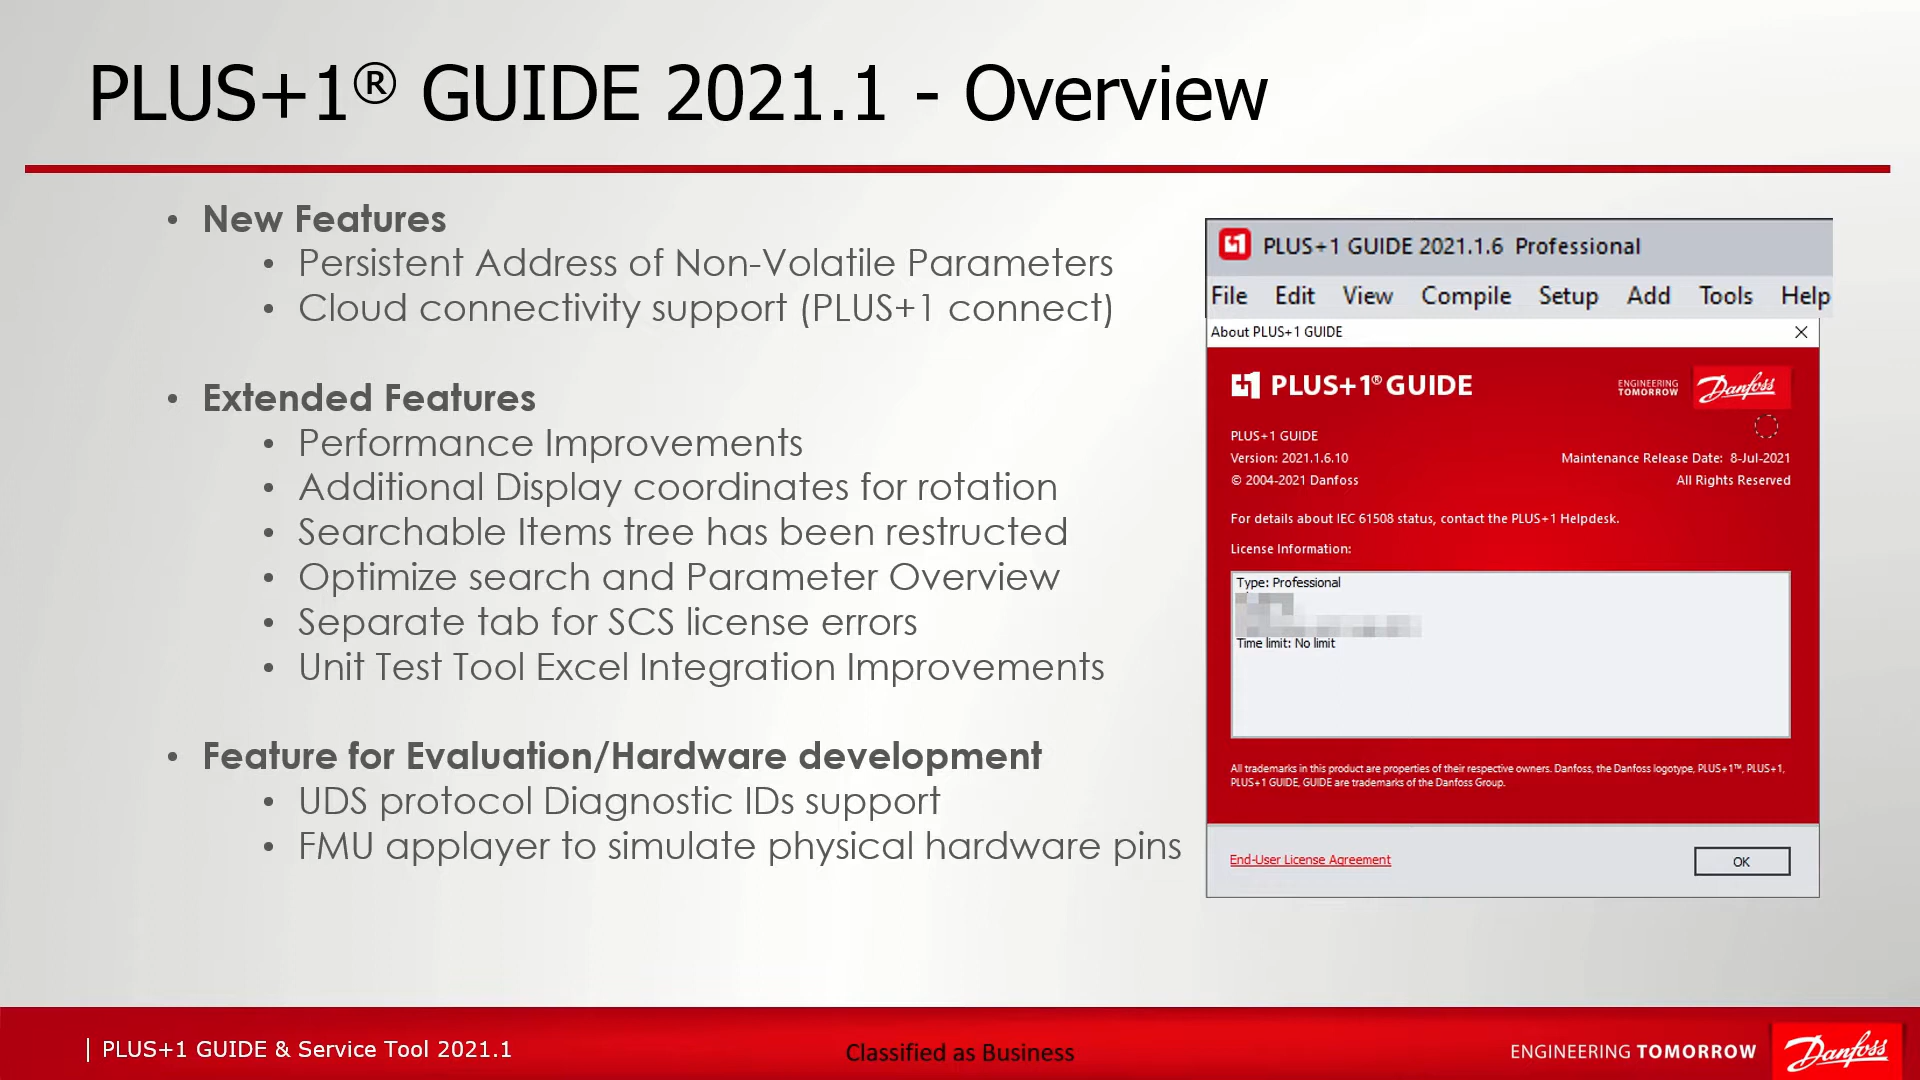 PLUS+1® GUIDE 2021.1 - Overview
• New Features
• Persistent Address of Non-Volatile Parameters
• Cloud connectivity support (PLUS+1 connect)
• Extended Features
• Performance Improvements
• Additional Display coordinates for rotation
• Searchable Items tree has been restructed
• Optimize search and Parameter Overview
• Separate tab for SCS license errors
• Unit Test Tool Excel Integration Improvements
• Feature for Evaluation/Hardware development
• UDS protocol Diagnostic IDs support
• FMU applayer to simulate physical hardware pins
PLUS+1 GUIDE 2021.1.6 Professional
File Edit View Compile Setup Add Tools Help
About PLUS+1 GUIDE
PLUS+1® GUIDE
ENGINEERING
TOMORROW
Danfoss
PLUS+1 GUIDE
Version: 2021.1.6.10 Maintenance Release Date: 8-Jul-2021
© 2004-2021 Danfoss All Rights Reserved
For details about IEC 61508 status, contact the PLUS+1 Helpdesk.
License Information:
Type: Professional
Time limit: No limit
All trademarks in this product are properties of their respective owners. Danfoss, the Danfoss logotype, PLUS+1™, PLUS+1,
PLUS+1 GUIDE, GUIDE are trademarks of the Danfoss Group.
End-User License Agreement OK
| PLUS+1 GUIDE & Service Tool 2021.1
Classified as Business
ENGINEERING TOMORROW
Danfoss